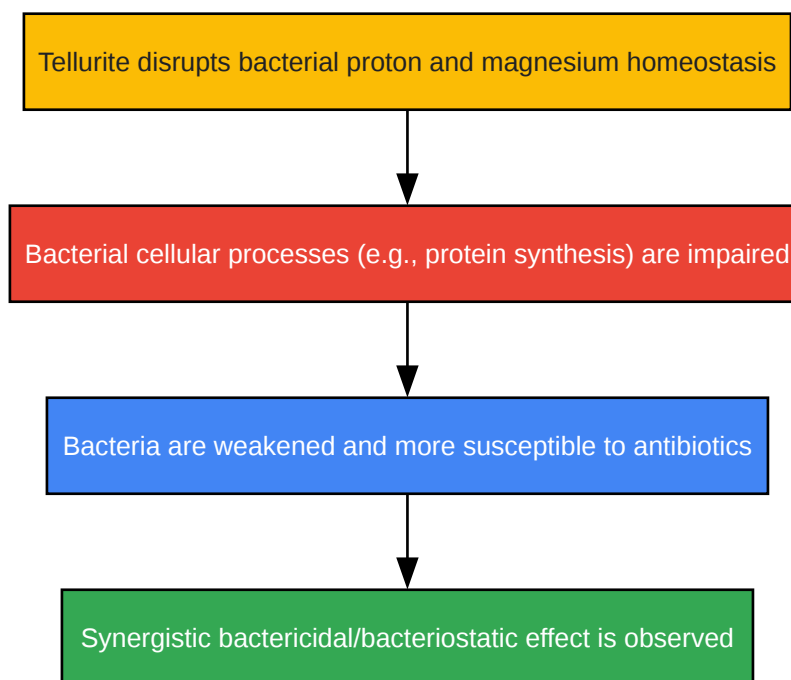 Tellurite disrupts bacterial proton and magnesium homeostasis
Bacterial cellular processes (e.g., protein synthesis) are impaired
Bacteria are weakened and more susceptible to antibiotics
Synergistic bactericidal/bacteriostatic effect is observed